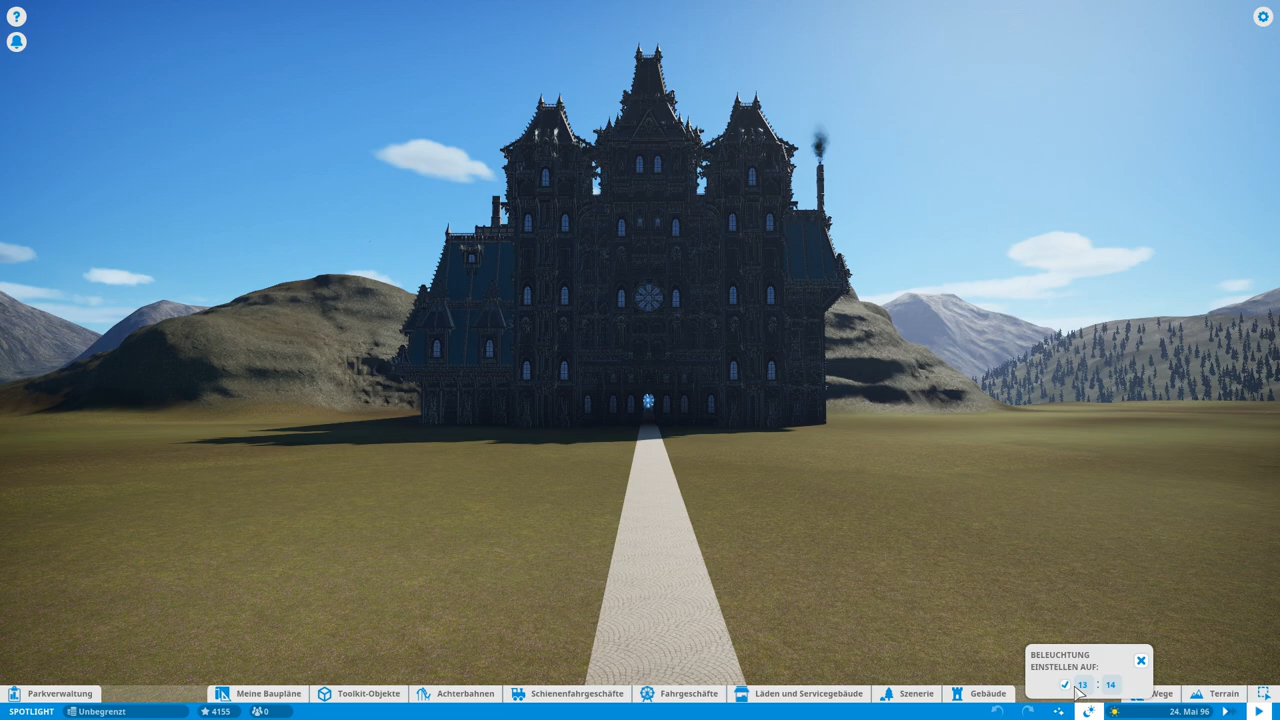 ?
BELEUCHTUNG
EINSTELLEN AUF:
13 : 14
Parkverwaltung
Meine Baupläne
Toolkit-Objekte
Achterbahnen
Schienenfahrgeschäfte
Fahrgeschäfte
Läden und Servicegebäude
Szenerie
Gebäude
Wege
Terrain
SPOTLIGHT
Unbegrenzt
4155
0
24. Mai 96